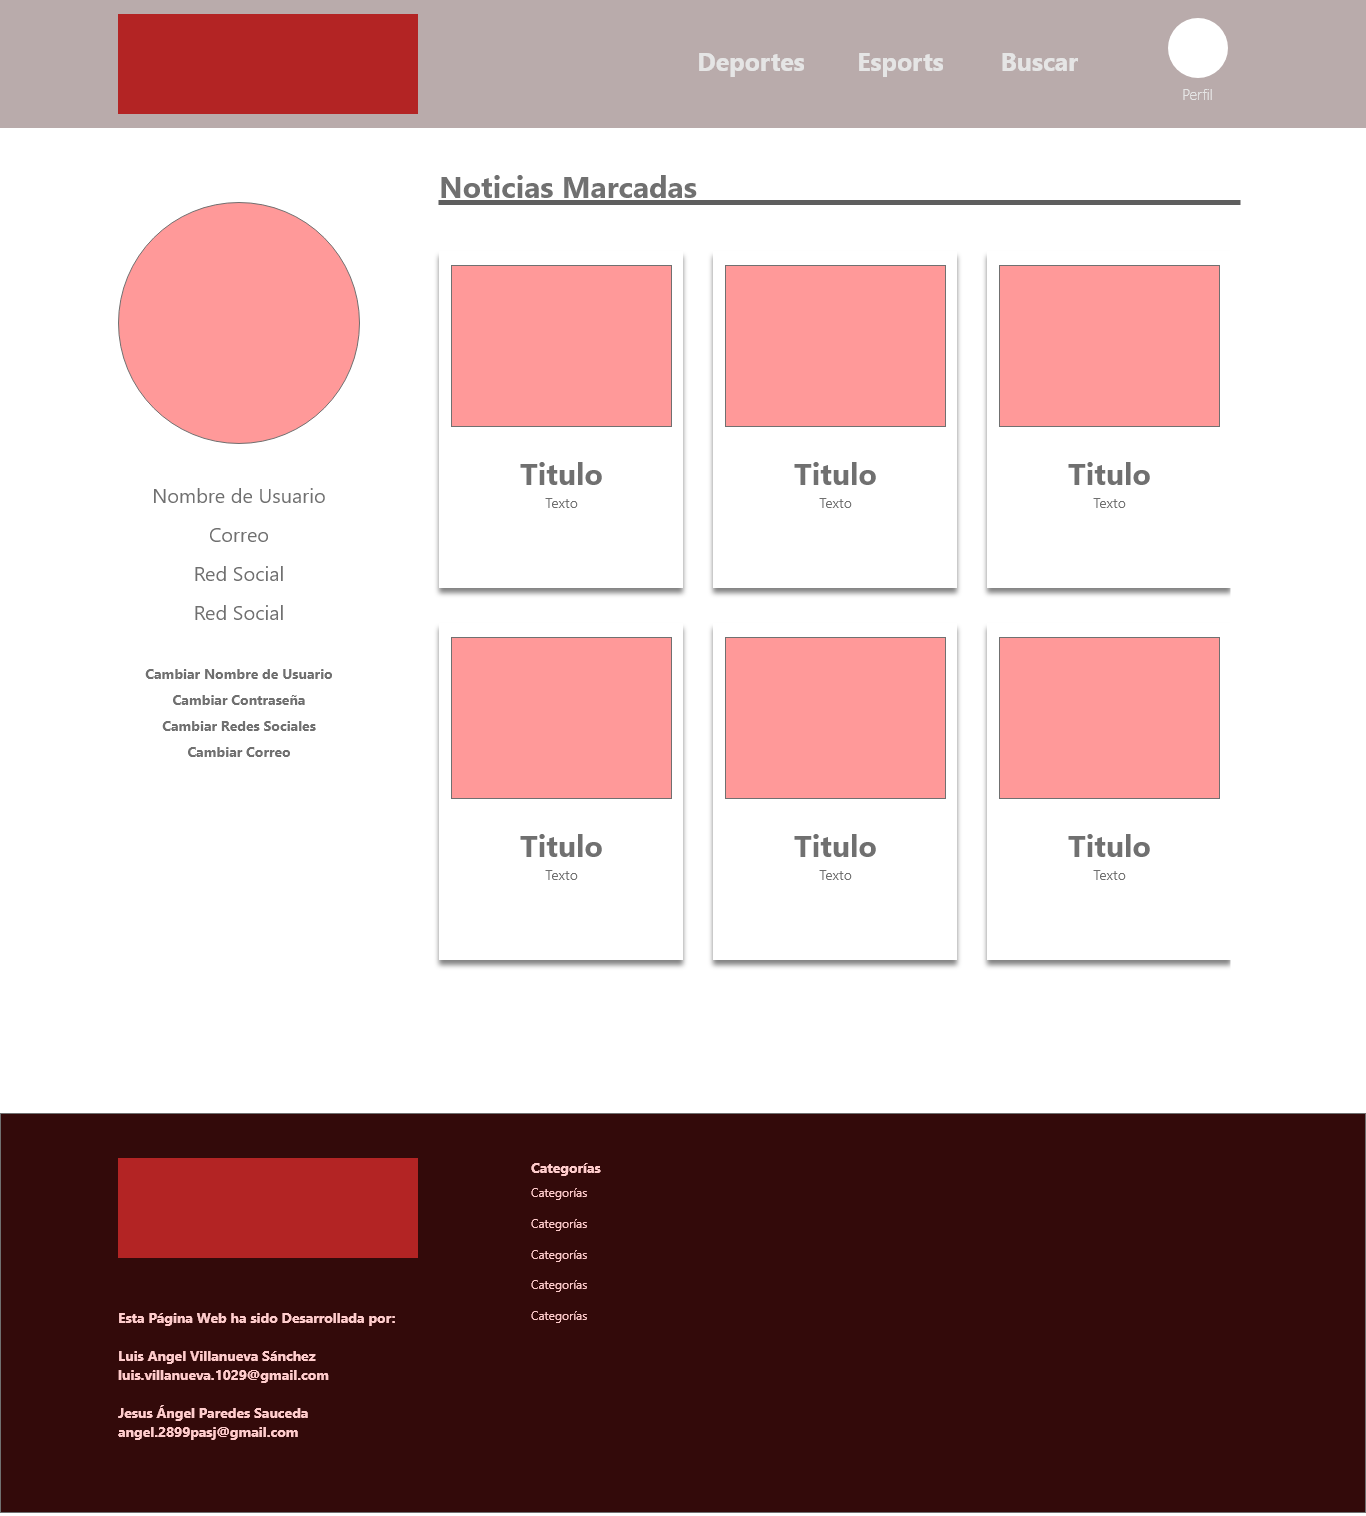 Deportes
Esports
Buscar
Perfil
Noticias Marcadas
Nombre de Usuario
Correo
Red Social
Red Social
Cambiar Nombre de Usuario
Cambiar Contraseña
Cambiar Redes Sociales
Cambiar Correo
Titulo
Texto
Titulo
Texto
Titulo
Texto
Titulo
Texto
Titulo
Texto
Titulo
Texto
Esta Página Web ha sido Desarrollada por:
Luis Angel Villanueva Sánchez
luis.villanueva.1029@gmail.com
Jesus Ángel Paredes Sauceda
angel.2899pasj@gmail.com
Categorías
Categorías
Categorías
Categorías
Categorías
Categorías